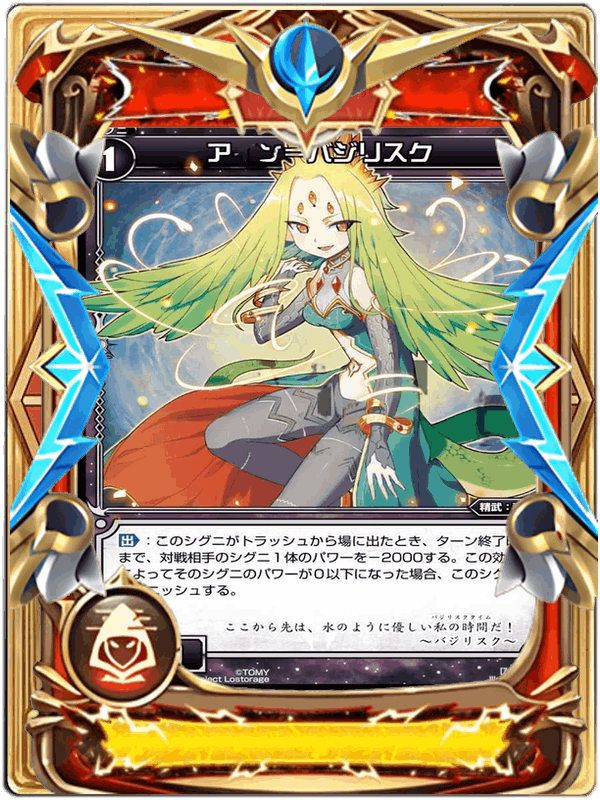 1
ア ン＝バジリスク
精武：
出：このシグニがトラッシュから場に出たとき、ターン終了
まで、対戦相手のシグニ１体のパワーを－2000する。この効
よってそのシグニのパワーが０以下になった場合、このシグ
ニッシュする。
バジリスクタイム
ここから先は、水のように優しい私の時間だ！
～バジリスク～
©TOMY
ject Lostorage